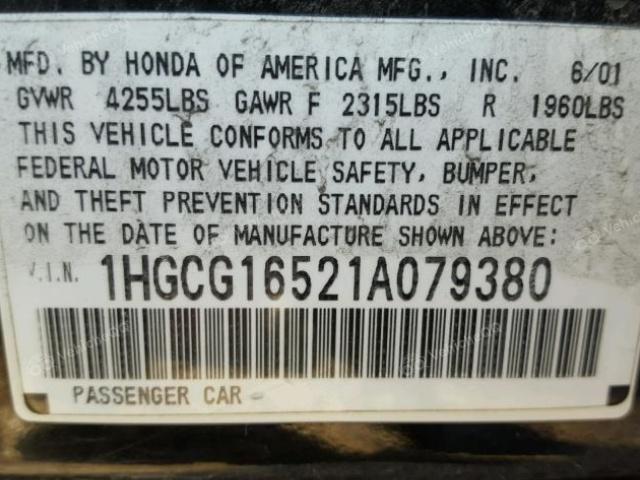 MFD. BY HONDA OF AMERICA MFG., INC. 6/01
GVWR 4255LBS GAWR F 2315LBS R 1960LBS
THIS VEHICLE CONFORMS TO ALL APPLICABLE
FEDERAL MOTOR VEHICLE SAFETY, BUMPER,
AND THEFT PREVENTION STANDARDS IN EFFECT
ON THE DATE OF MANUFACTURE SHOWN ABOVE:
V.I.N. 1HGCG16521A079380
PASSENGER CAR